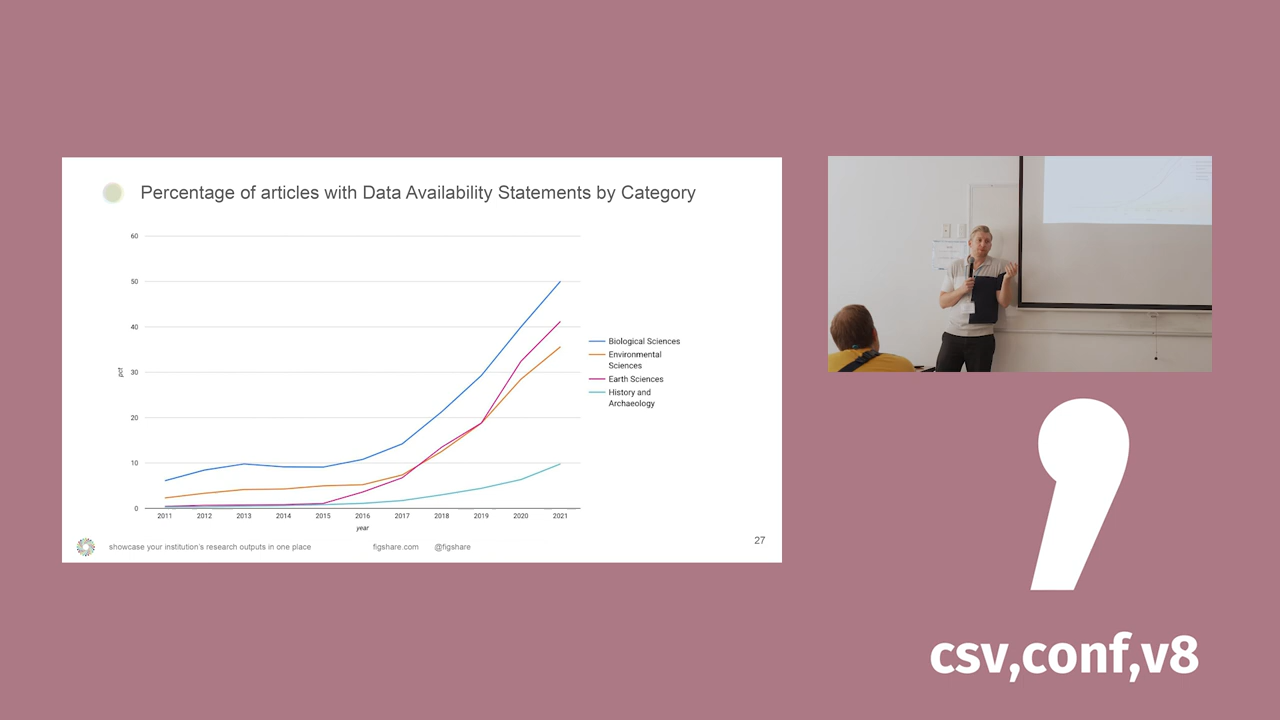 Percentage of articles with Data Availability Statements by Category
60
50
40
30
20
10
0
pct
2011 2012 2013 2014 2015 2016 2017 2018 2019 2020 2021
year
Biological Sciences
Environmental
Sciences
Earth Sciences
History and
Archaeology
showcase your institution's research outputs in one place figshare.com @figshare
27
csv,conf,v8